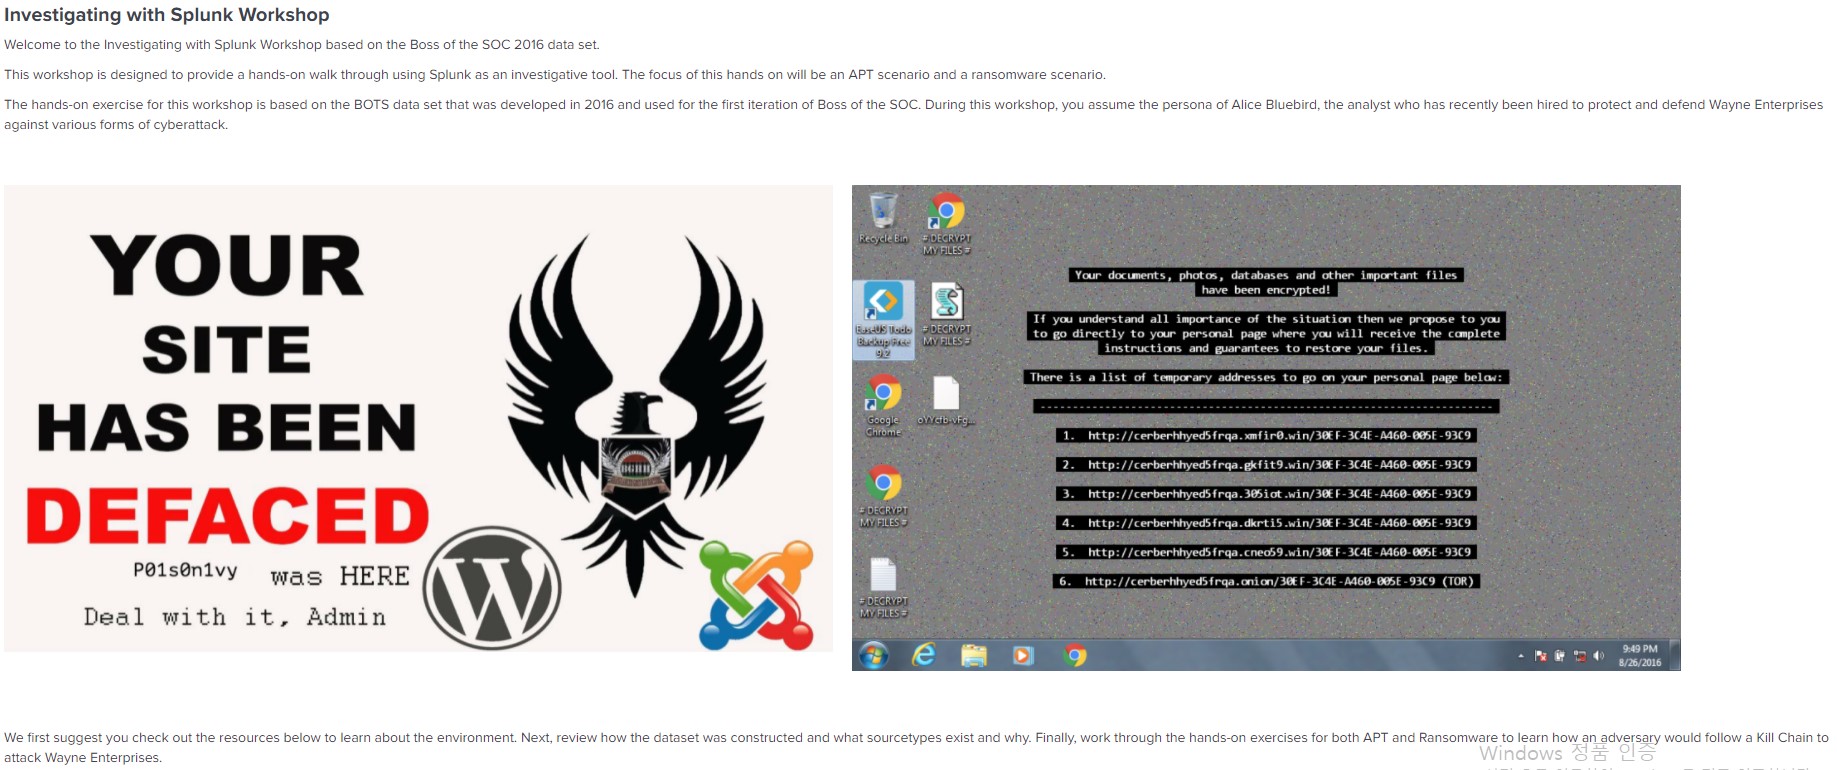 Investigating with Splunk Workshop
Welcome to the Investigating with Splunk Workshop based on the Boss of the SOC 2016 data set.
This workshop is designed to provide a hands-on walk through using Splunk as an investigative tool. The focus of this hands on will be an APT scenario and a ransomware scenario.
The hands-on exercise for this workshop is based on the BOTS data set that was developed in 2016 and used for the first iteration of Boss of the SOC. During this workshop, you assume the persona of Alice Bluebird, the analyst who has recently been hired to protect and defend Wayne Enterprises
against various forms of cyberattack.
YOUR
SITE
HAS BEEN
DEFACED
P01s0n1vy was HERE
Deal with it, Admin
Recycle Bin
# DECRYPT
MY FILES #
EaseUS Todo
Backup Free
9.2
# DECRYPT
MY FILES #
Google
Chrome
# DECRYPT
MY FILES #
# DECRYPT
MY FILES #
Your documents, photos, databases and other important files
have been encrypted!
If you understand all importance of the situation then we propose to you
to go directly to your personal page where you will receive the complete
instructions and guarantees to restore your files.
There is a list of temporary addresses to go on your personal page below:
1. http://cerberhhyed5frqa.xmfir0.win/30EF-3C4E-A460-005E-93C9
2. http://cerberhhyed5frqa.gkfit9.win/30EF-3C4E-A460-005E-93C9
3. http://cerberhhyed5frqa.305iot.win/30EF-3C4E-A460-005E-93C9
4. http://cerberhhyed5frqa.dkrti5.win/30EF-3C4E-A460-005E-93C9
5. http://cerberhhyed5frqa.cneo59.win/30EF-3C4E-A460-005E-93C9
6. http://cerberhhyed5frqa.onion/30EF-3C4E-A460-005E-93C9 (TOR)
9:49 PM
8/26/2016
We first suggest you check out the resources below to learn about the environment. Next, review how the dataset was constructed and what sourcetypes exist and why. Finally, work through the hands-on exercises for both APT and Ransomware to learn how an adversary would follow a Kill Chain to
attack Wayne Enterprises.
Windows 정품 인증